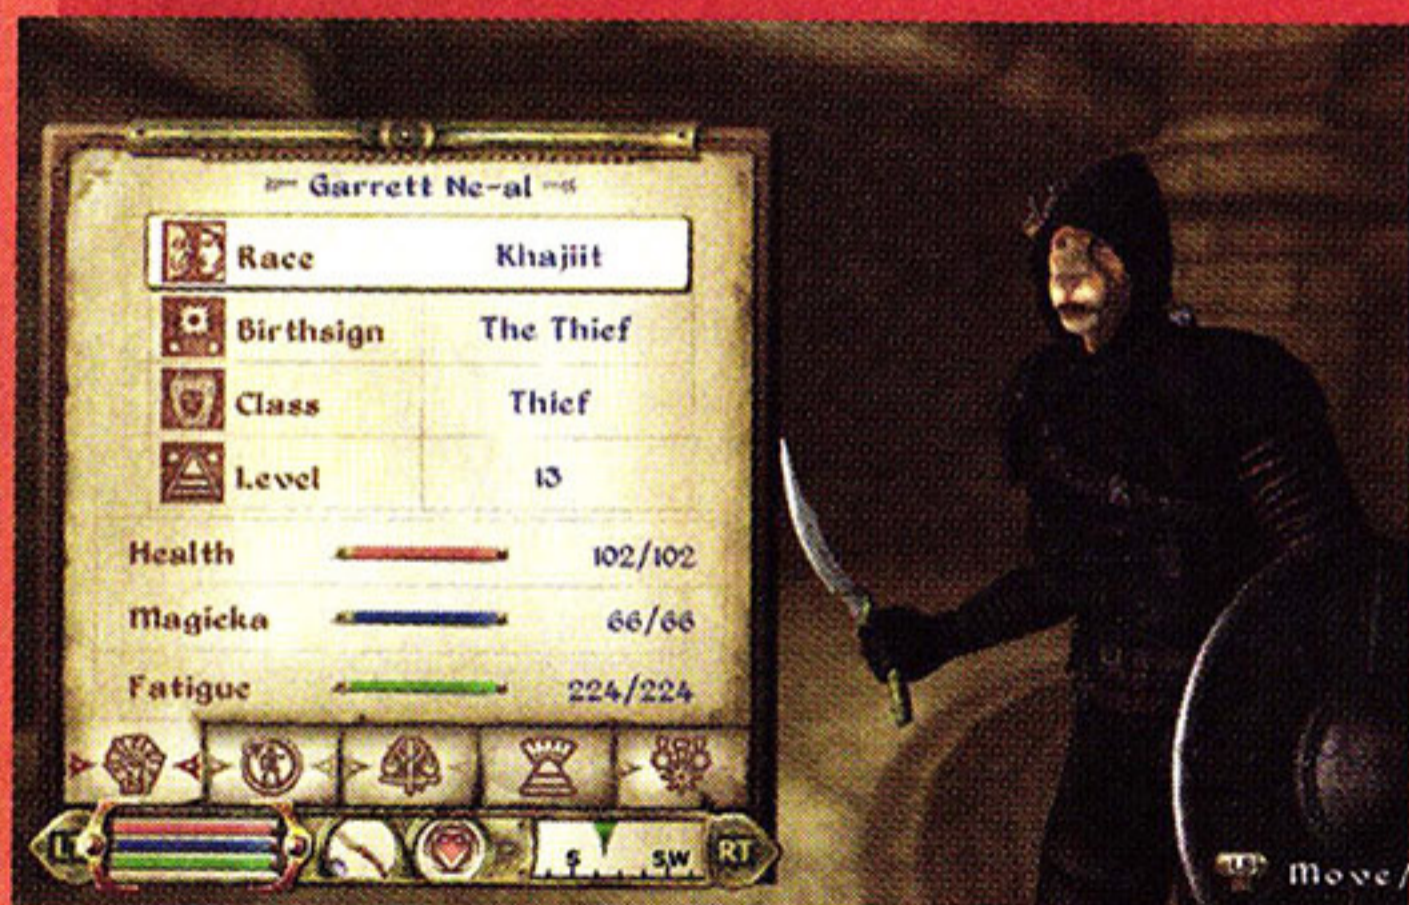 Garrett Ne-al
Race Khajiit
Birthsign The Thief
Class Thief
Level 13
Health 102/102
Magicka 66/66
Fatigue 224/224
S SW RT
LS Move/